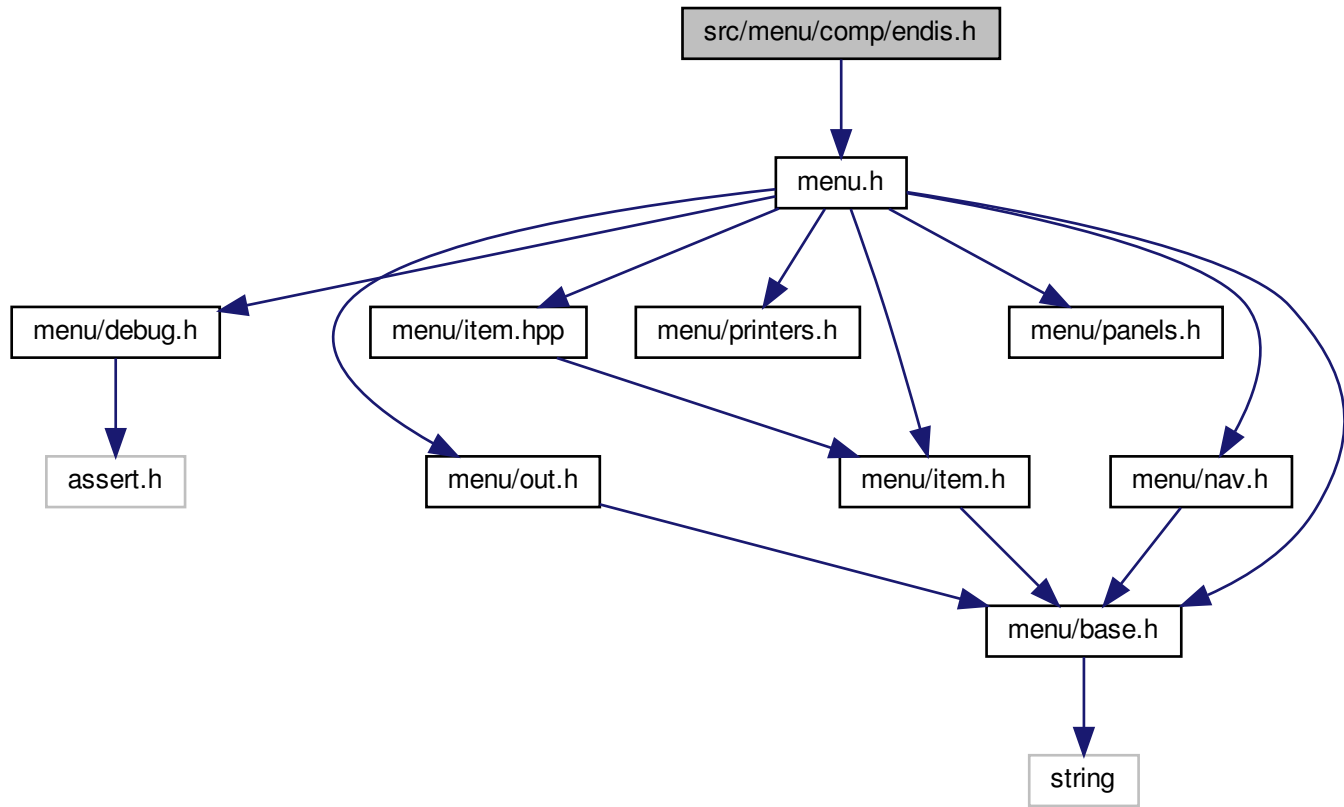 src/menu/comp/endis.h
menu.h
menu/debug.h
menu/item.hpp
menu/printers.h
menu/panels.h
assert.h
menu/out.h
menu/item.h
menu/nav.h
menu/base.h
string